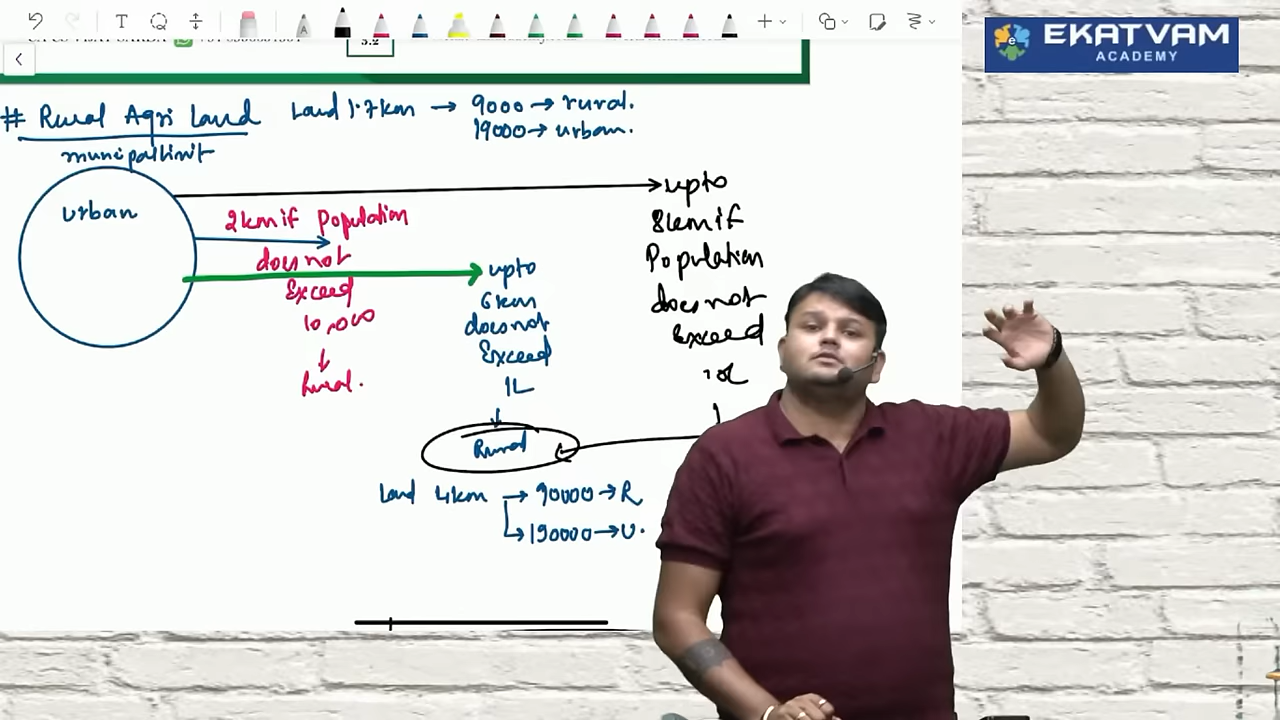 EKATVAM
ACADEMY
# Rural Agri Land
Land 1.7km → 9000 → rural.
19000 → urban.
municipal limit
urban
2km if Population
does not
Exceed
10,000
↓
Rural.
upto
6km
does not
Exceed
1L
↓
Rural
upto
8km if
Population
does not
Exceed
10L
Land 4km → 90000 → R
↳ 190000 → U.